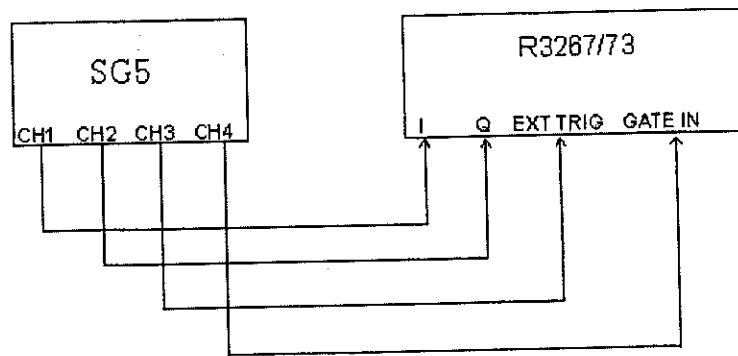 SG5
CH1 CH2 CH3 CH4
R3267/73
I Q EXT TRIG GATE IN